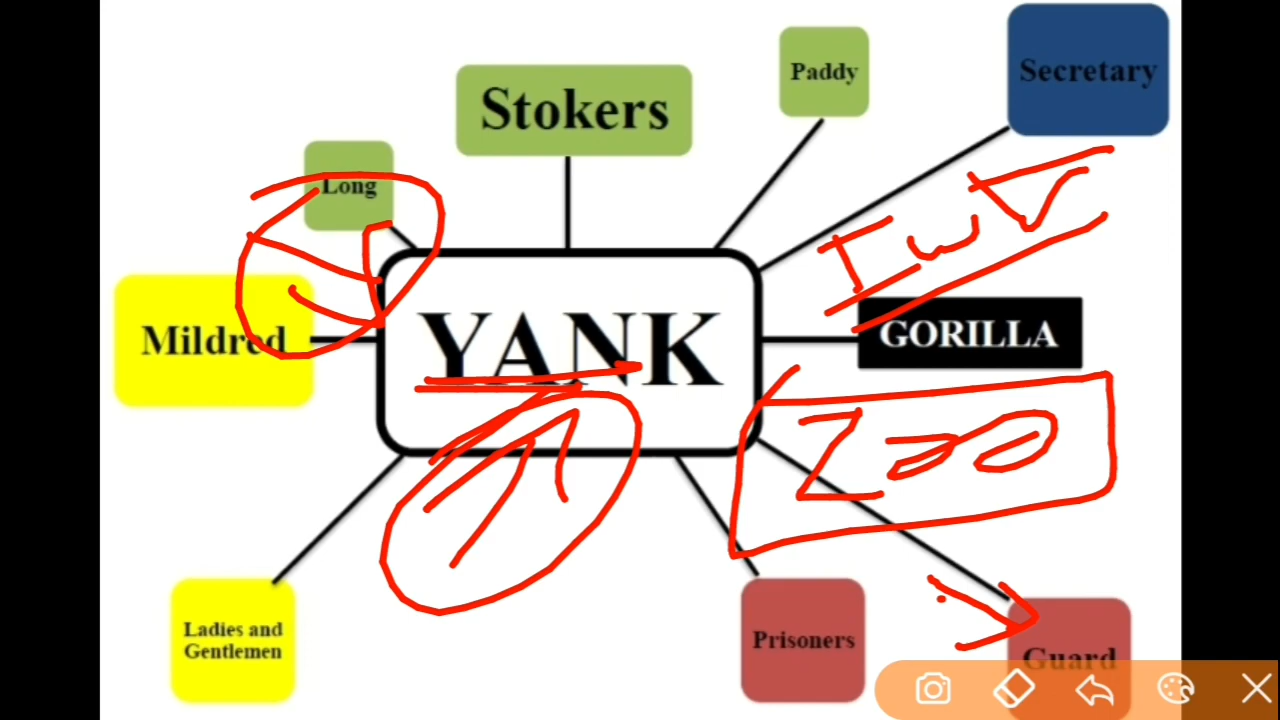 Secretary
Paddy
Stokers
Long
IWW
Mildred
YANK
GORILLA
Zoo
Ladies and
Gentlemen
Prisoners
Guard